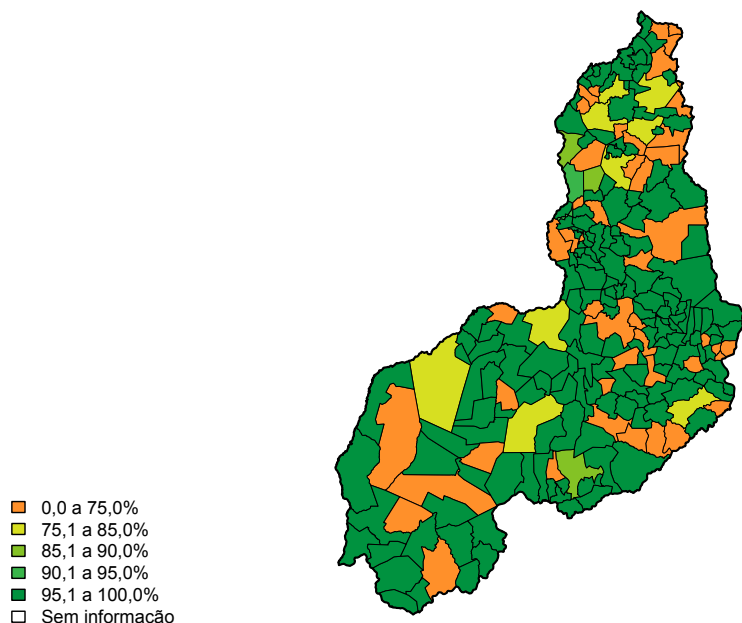 0,0 a 75,0%
75,1 a 85,0%
85,1 a 90,0%
90,1 a 95,0%
95,1 a 100,0%
Sem informação